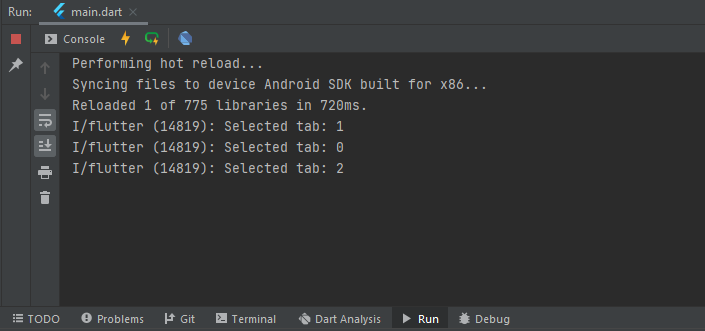 Run: main.dart
Console
Performing hot reload...
Syncing files to device Android SDK built for x86...
Reloaded 1 of 775 libraries in 720ms.
I/flutter (14819): Selected tab: 1
I/flutter (14819): Selected tab: 0
I/flutter (14819): Selected tab: 2
TODO Problems Git Terminal Dart Analysis Run Debug